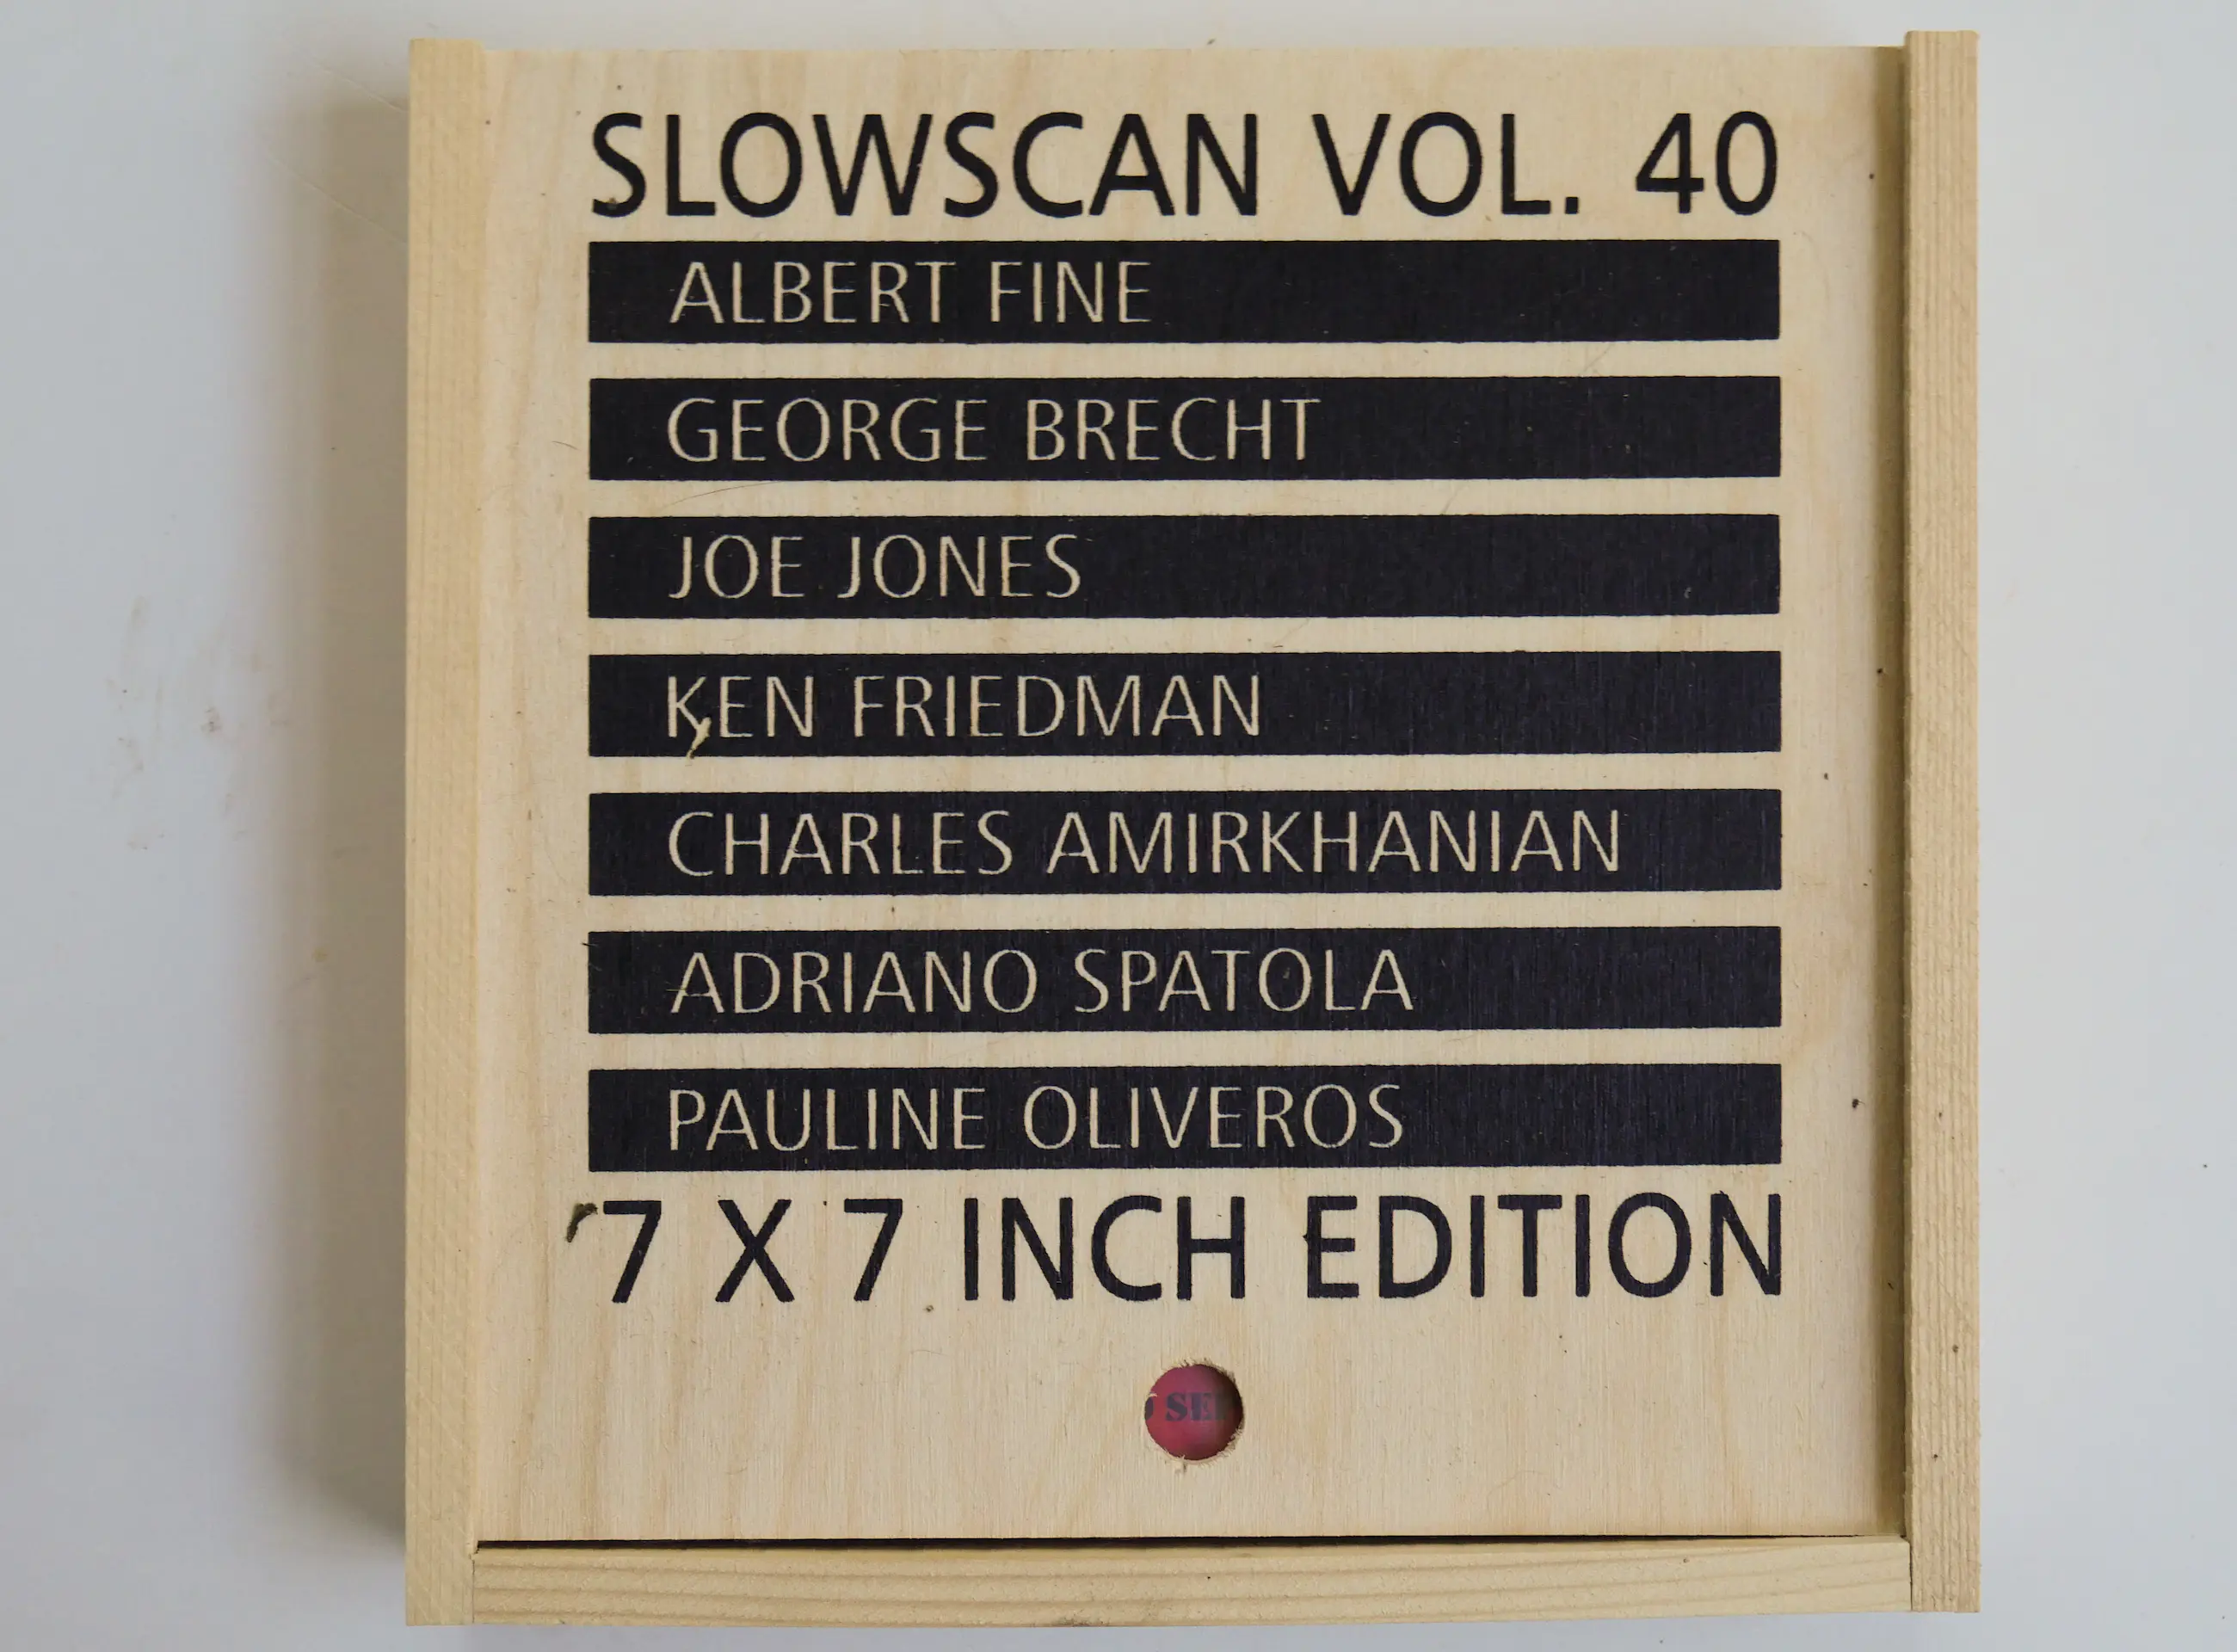 SLOWSCAN VOL. 40
ALBERT FINE
GEORGE BRECHT
JOE JONES
KEN FRIEDMAN
CHARLES AMIRKHANIAN
ADRIANO SPATOLA
PAULINE OLIVEROS
7 X 7 INCH EDITION